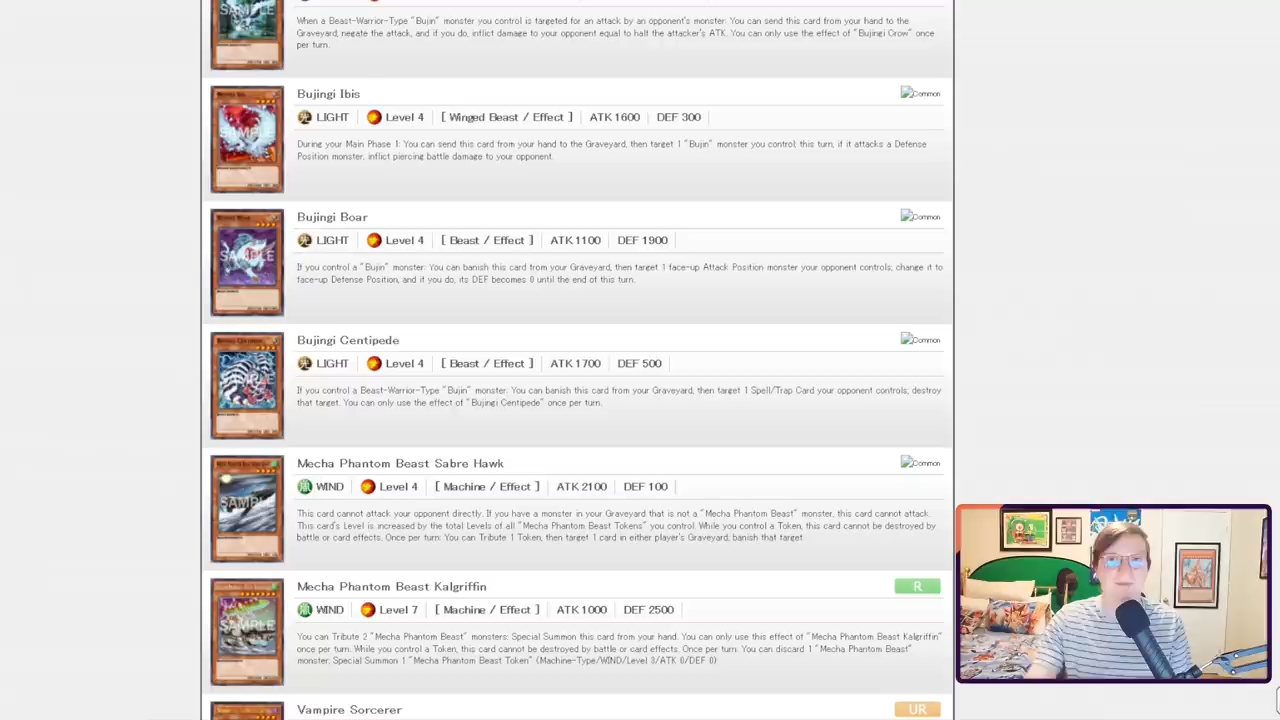 When a Beast-Warrior-Type "Bujin" monster you control is targeted for an attack by an opponent's monster: You can send this card from your hand to the
Graveyard; negate the attack, and if you do, inflict damage to your opponent equal to half the attacker's ATK. You can only use the effect of "Bujingi Crow" once
per turn.
Bujingi Ibis
Common
LIGHT Level 4 [ Winged Beast / Effect ] ATK 1600 DEF 300
SAMPLE
During your Main Phase 1: You can send this card from your hand to the Graveyard, then target 1 "Bujin" monster you control; this turn, if it attacks a Defense
Position monster, inflict piercing battle damage to your opponent.
Bujingi Boar
Common
LIGHT Level 4 [ Beast / Effect ] ATK 1100 DEF 1900
SAMPLE
If you control a "Bujin" monster: You can banish this card from your Graveyard, then target 1 face-up Attack Position monster your opponent controls; change it to
face-up Defense Position, and if you do, its DEF becomes 0 until the end of this turn.
Bujingi Centipede
Common
LIGHT Level 4 [ Beast / Effect ] ATK 1700 DEF 500
SAMPLE
If you control a Beast-Warrior-Type "Bujin" monster: You can banish this card from your Graveyard, then target 1 Spell/Trap Card your opponent controls; destroy
that target. You can only use the effect of "Bujingi Centipede" once per turn.
Mecha Phantom Beast Sabre Hawk
Common
WIND Level 4 [ Machine / Effect ] ATK 2100 DEF 100
SAMPLE
This card cannot attack your opponent directly. If you have a monster in your Graveyard that is not a "Mecha Phantom Beast" monster, this card cannot attack.
This card's Level is increased by the total Levels of all "Mecha Phantom Beast Tokens" you control. While you control a Token, this card cannot be destroyed by
battle or card effects. Once per turn: You can Tribute 1 Token, then target 1 card in either player's Graveyard; banish that target.
Mecha Phantom Beast Kalgriffin
WIND Level 7 [ Machine / Effect ] ATK 1000 DEF 2500
SAMPLE
You can Tribute 2 "Mecha Phantom Beast" monsters; Special Summon this card from your hand. You can only use this effect of "Mecha Phantom Beast Kalgriffin"
once per turn. While you control a Token, this card cannot be destroyed by battle or card effects. Once per turn: You can discard 1 "Mecha Phantom Beast"
monster; Special Summon 1 "Mecha Phantom Beast Token" (Machine-Type/WIND/Level 3/ATK 0/DEF 0)
Vampire Sorcerer
UR